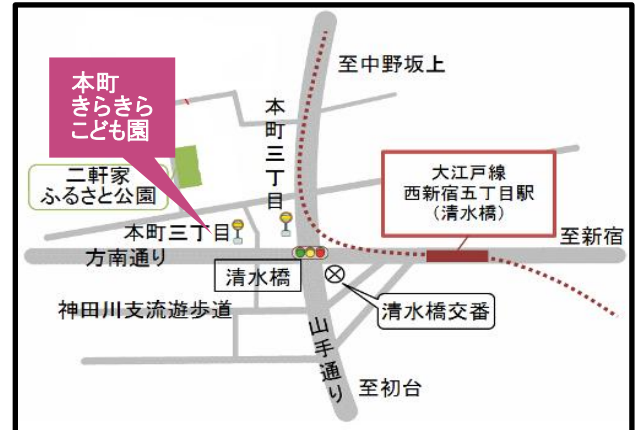 至中野坂上
本町
きらきら
こども園
本町三丁目
二軒家
ふるさと公園
大江戸線
西新宿五丁目駅
（清水橋）
本町三丁目
至新宿
方南通り
清水橋
神田川支流遊歩道
清水橋交番
山手通り
至初台